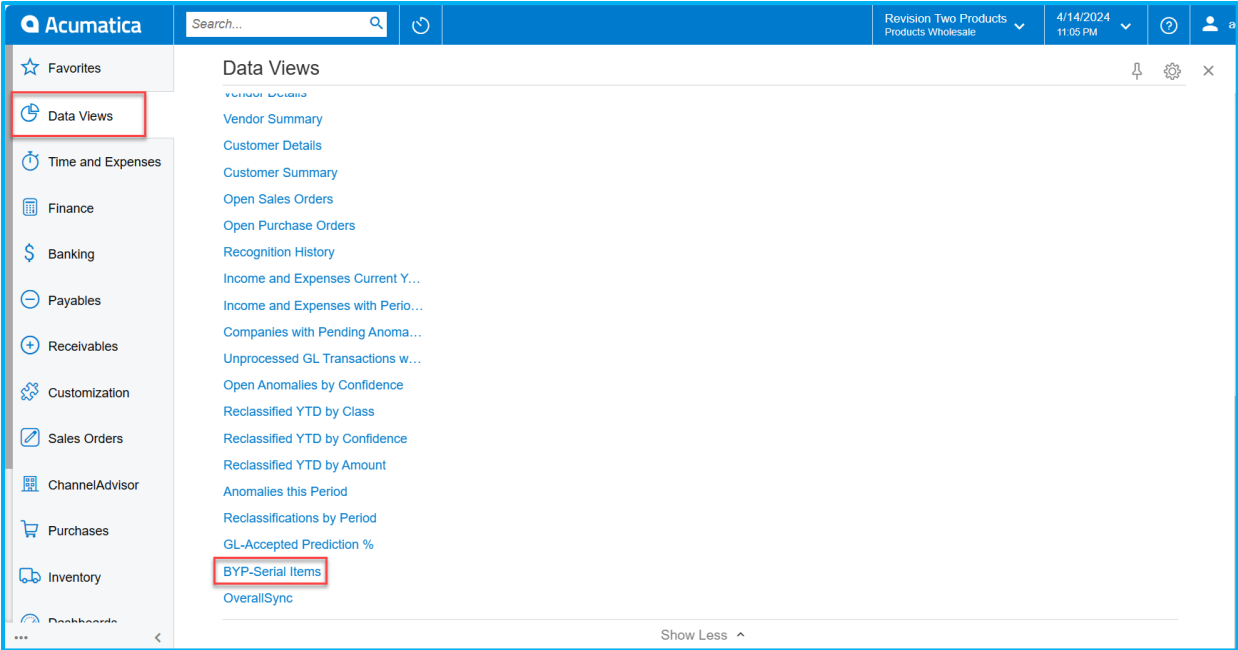 Acumatica
Search...
Revision Two Products
Products Wholesale
4/14/2024
11:05 PM
Favorites
Data Views
Time and Expenses
Finance
Banking
Payables
Receivables
Customization
Sales Orders
ChannelAdvisor
Purchases
Inventory
Dashboards
Data Views
Vendor Details
Vendor Summary
Customer Details
Customer Summary
Open Sales Orders
Open Purchase Orders
Recognition History
Income and Expenses Current Y...
Income and Expenses with Perio...
Companies with Pending Anoma...
Unprocessed GL Transactions w...
Open Anomalies by Confidence
Reclassified YTD by Class
Reclassified YTD by Confidence
Reclassified YTD by Amount
Anomalies this Period
Reclassifications by Period
GL-Accepted Prediction %
BYP-Serial Items
OverallSync
Show Less